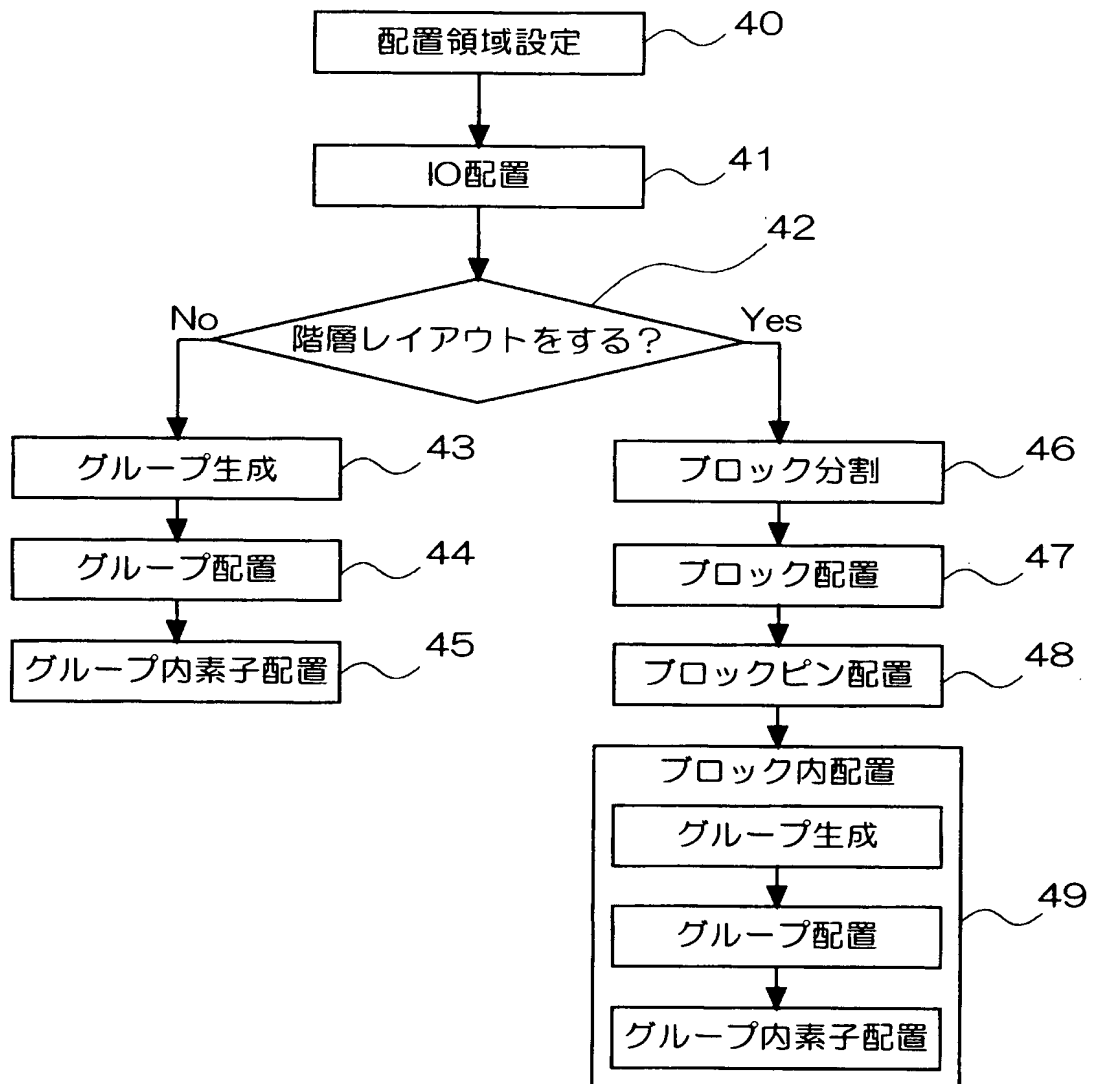 配置領域設定
40
IO配置
41
42
階層レイアウトをする?
No
Yes
グループ生成
43
グループ配置
44
グループ内素子配置
45
ブロック分割
46
ブロック配置
47
ブロックピン配置
48
ブロック内配置
グループ生成
グループ配置
49
グループ内素子配置